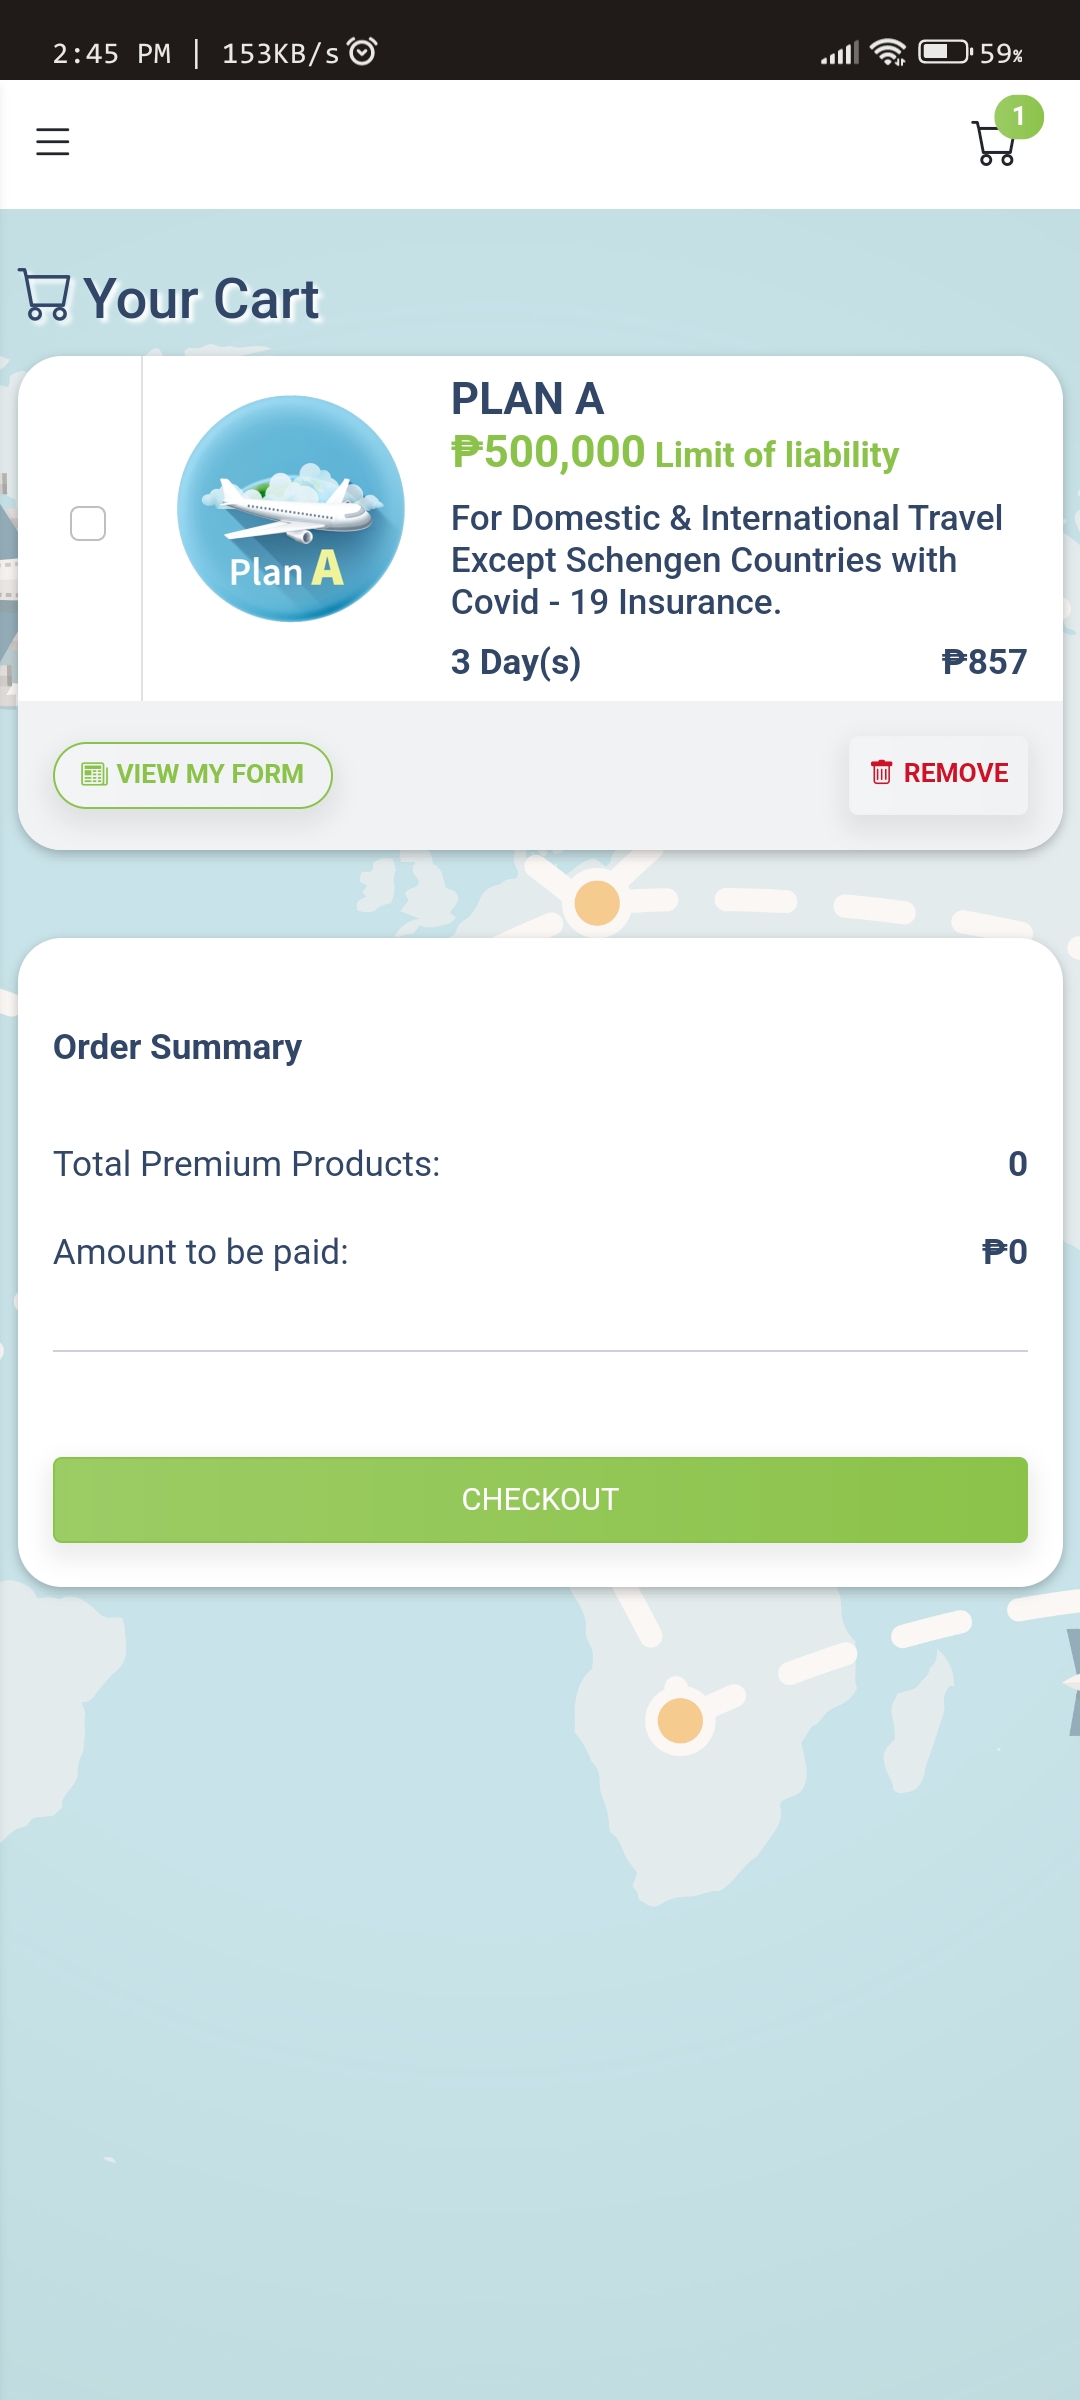 2:45 PM | 153KB/s
59%
1
Your Cart
PLAN A
₱500,000 Limit of liability
Plan A
For Domestic & International Travel
Except Schengen Countries with
Covid - 19 Insurance.
3 Day(s) ₱857
VIEW MY FORM
REMOVE
Order Summary
Total Premium Products: 0
Amount to be paid: ₱0
CHECKOUT